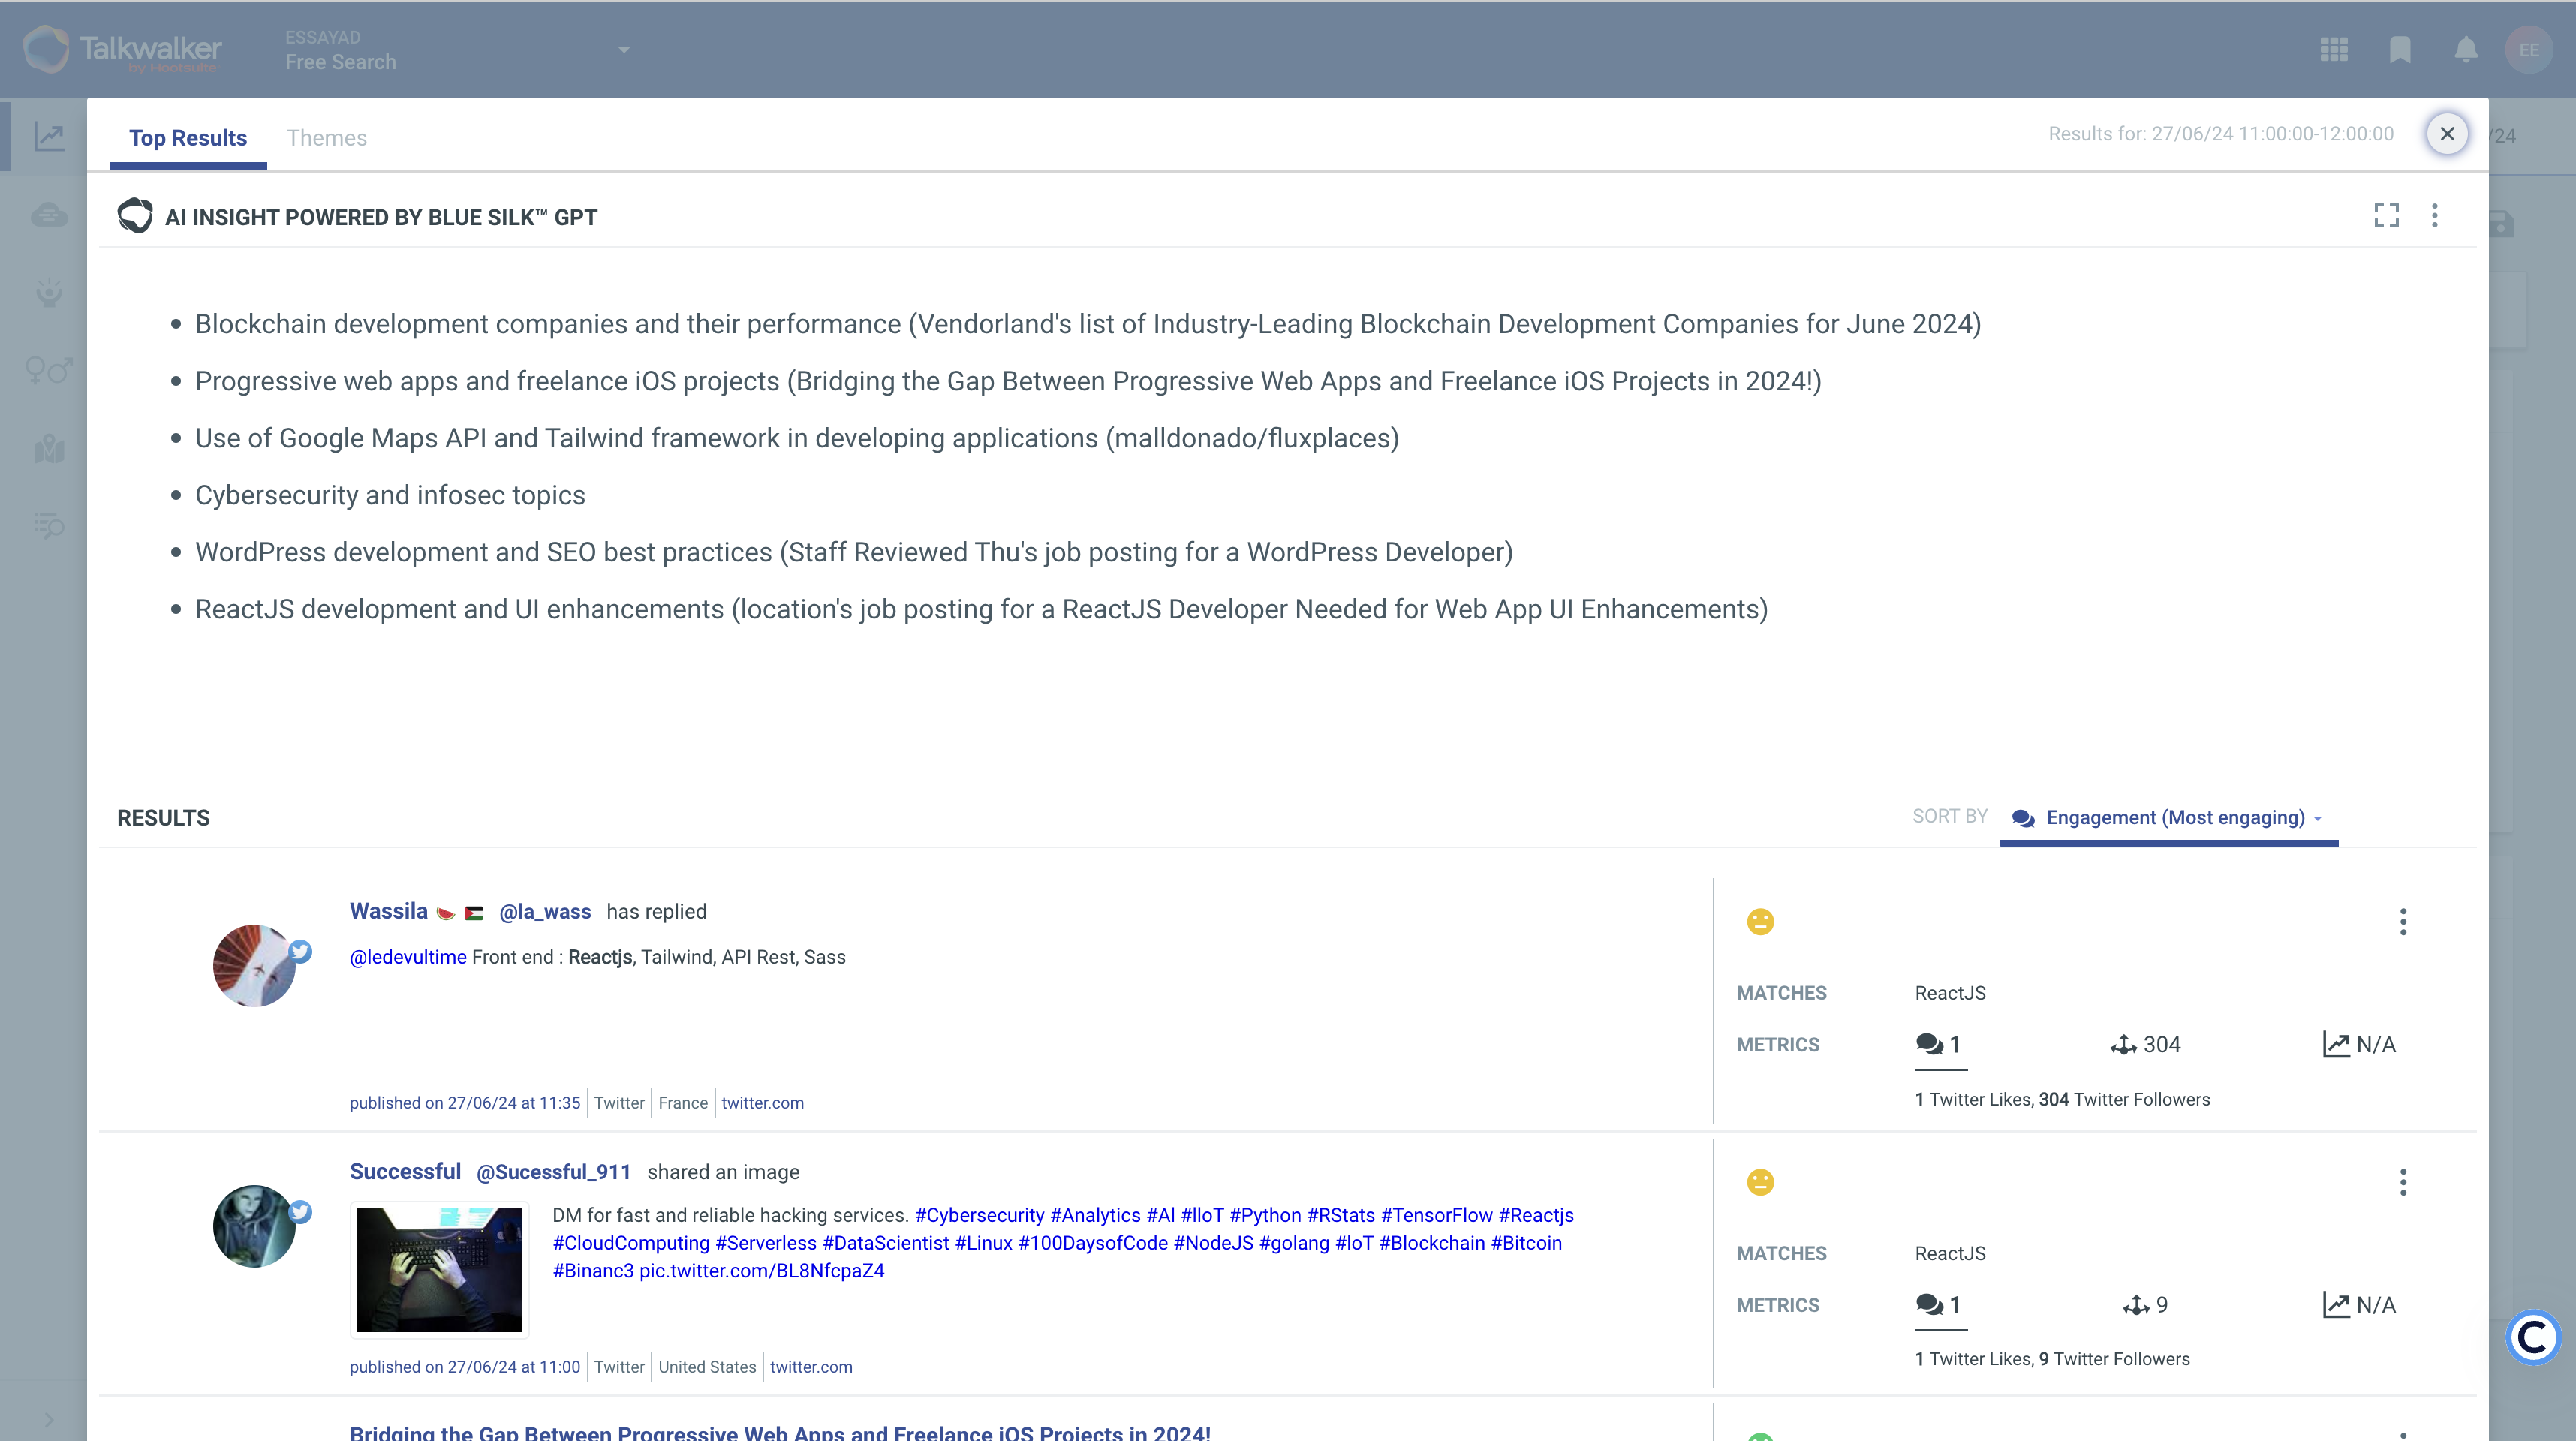 Talkwalker
by Hootsuite
ESSAYAD
Free Search
EE
Top Results
Themes
Results for: 27/06/24 11:00:00-12:00:00
/24
AI INSIGHT POWERED BY BLUE SILK™ GPT
• Blockchain development companies and their performance (Vendorland's list of Industry-Leading Blockchain Development Companies for June 2024)
• Progressive web apps and freelance iOS projects (Bridging the Gap Between Progressive Web Apps and Freelance iOS Projects in 2024!)
• Use of Google Maps API and Tailwind framework in developing applications (malldonado/fluxplaces)
• Cybersecurity and infosec topics
• WordPress development and SEO best practices (Staff Reviewed Thu's job posting for a WordPress Developer)
• ReactJS development and UI enhancements (location's job posting for a ReactJS Developer Needed for Web App UI Enhancements)
RESULTS
SORT BY Engagement (Most engaging)
Wassila 🍉 🇵🇸 @la_wass has replied
@ledevultime Front end : Reactjs, Tailwind, API Rest, Sass
MATCHES ReactJS
METRICS 1 304 N/A
1 Twitter Likes, 304 Twitter Followers
published on 27/06/24 at 11:35 Twitter France twitter.com
Successful @Sucessful_911 shared an image
DM for fast and reliable hacking services. #Cybersecurity #Analytics #AI #IIoT #Python #RStats #TensorFlow #Reactjs
#CloudComputing #Serverless #DataScientist #Linux #100DaysofCode #NodeJS #golang #IoT #Blockchain #Bitcoin
#Binanc3 pic.twitter.com/BL8NfcpaZ4
MATCHES ReactJS
METRICS 1 9 N/A
1 Twitter Likes, 9 Twitter Followers
published on 27/06/24 at 11:00 Twitter United States twitter.com
Bridging the Gap Between Progressive Web Apps and Freelance iOS Projects in 2024!
C